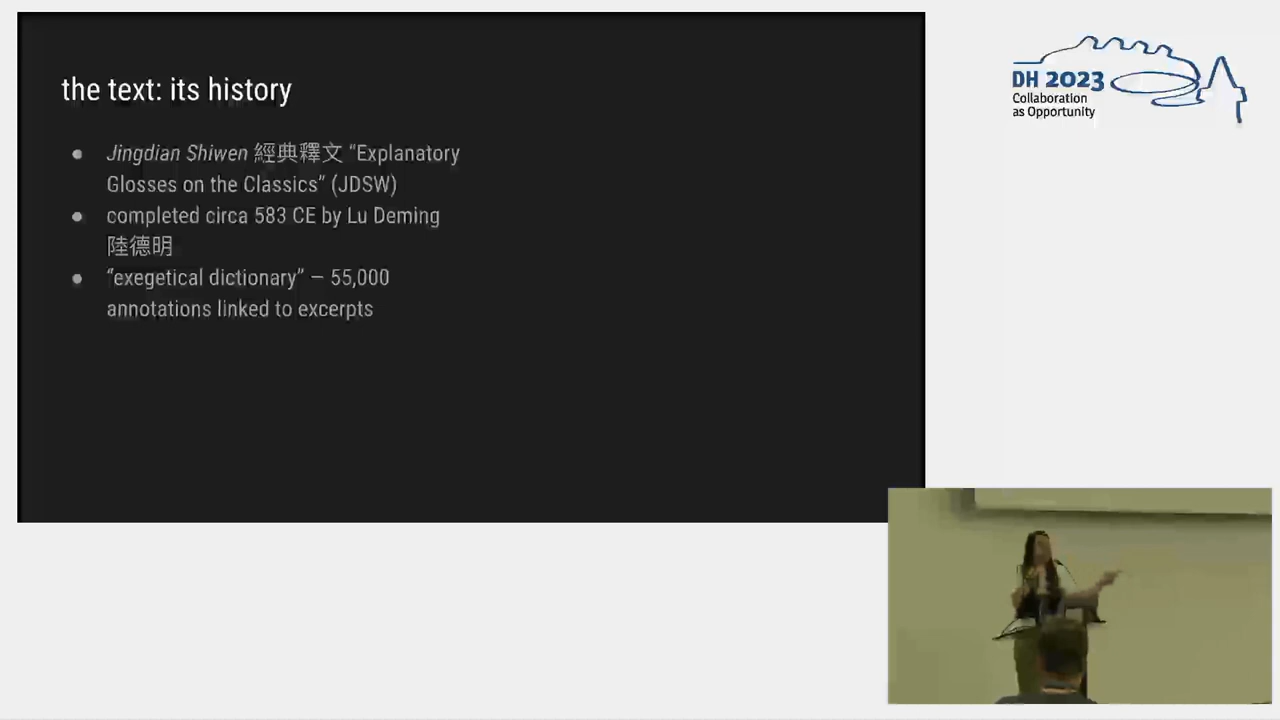 the text: its history
● Jingdian Shiwen 經典釋文 “Explanatory
Glosses on the Classics” (JDSW)
● completed circa 583 CE by Lu Deming
陸德明
● “exegetical dictionary” – 55,000
annotations linked to excerpts
DH 2023
Collaboration
as Opportunity